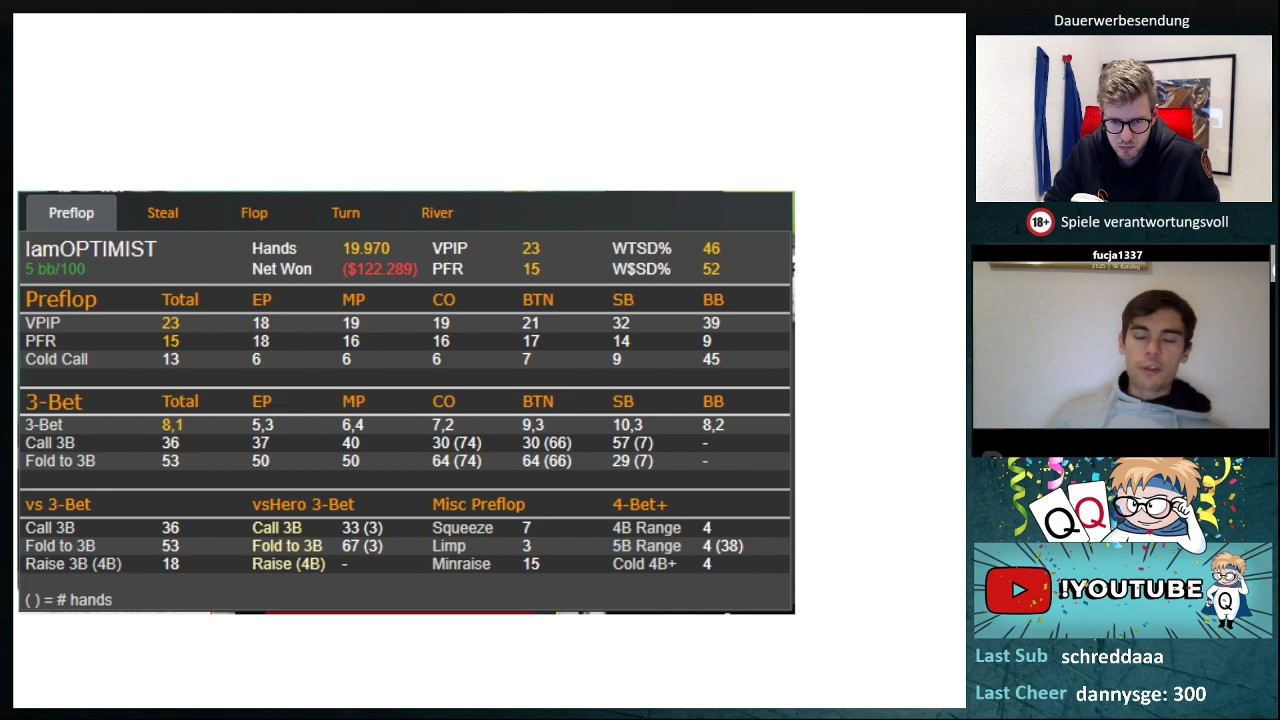 Dauerwerbesendung
Preflop Steal Flop Turn River
IamOPTIMIST Hands 19.970 VPIP 23 WTSD% 46
5 bb/100 Net Won ($122.289) PFR 15 W$SD% 52
Preflop Total EP MP CO BTN SB BB
VPIP 23 18 19 19 21 32 39
PFR 15 18 16 16 17 14 9
Cold Call 13 6 6 6 7 9 45
3-Bet Total EP MP CO BTN SB BB
3-Bet 8,1 5,3 6,4 7,2 9,3 10,3 8,2
Call 3B 36 37 40 30 (74) 30 (66) 57 (7) -
Fold to 3B 53 50 50 64 (74) 64 (66) 29 (7) -
vs 3-Bet vsHero 3-Bet Misc Preflop 4-Bet+
Call 3B 36 Call 3B 33 (3) Squeeze 7 4B Range 4
Fold to 3B 53 Fold to 3B 67 (3) Limp 3 5B Range 4 (38)
Raise 3B (4B) 18 Raise (4B) - Minraise 15 Cold 4B+ 4
( ) = # hands
18+ Spiele verantwortungsvoll
fucja1337
Q Q
!YOUTUBE
Q
Last Sub schreddaaa
Last Cheer dannysge: 300